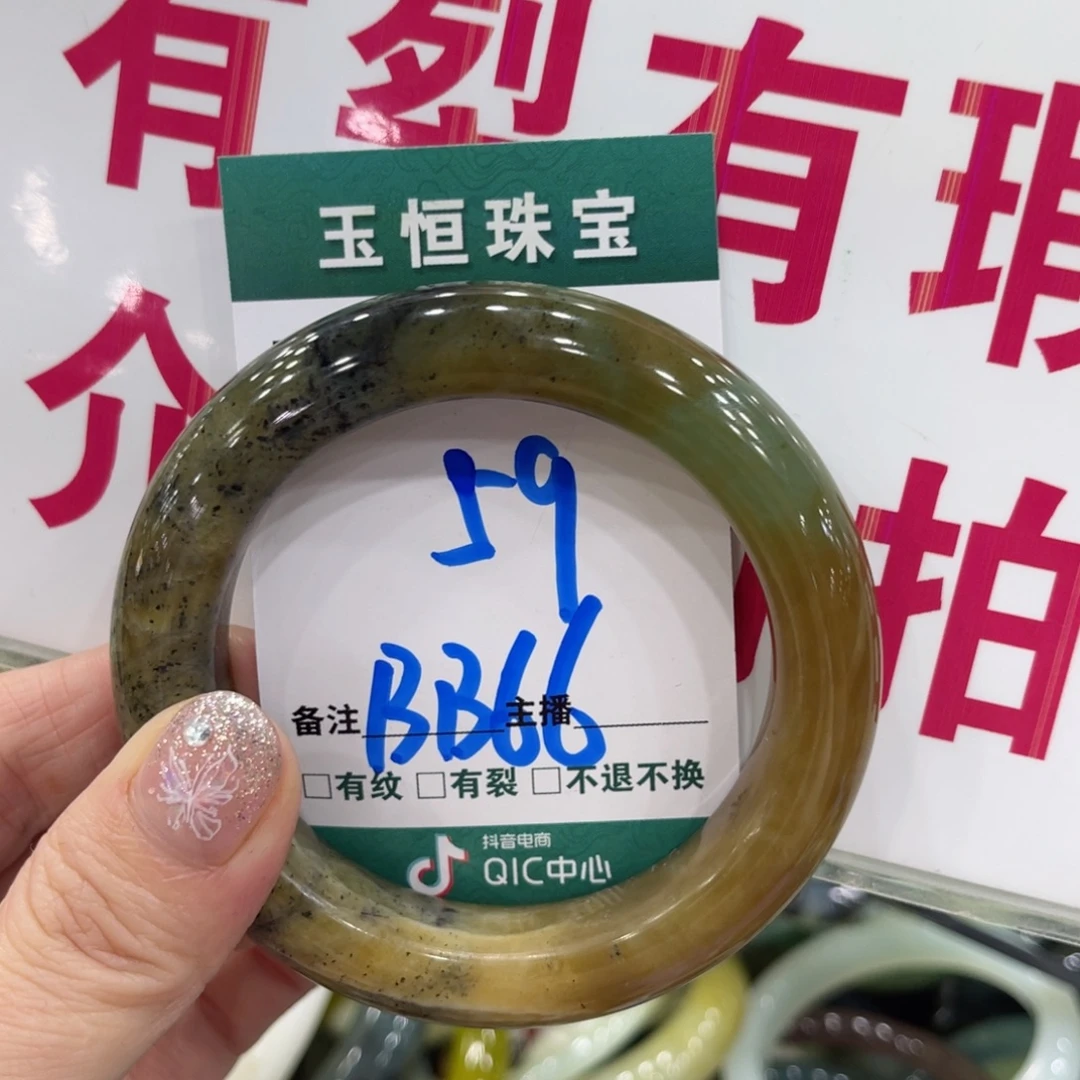 有裂有瑕
介
拍
玉恒珠宝
59
BB66
备注 主播
□有纹 □有裂 □不退不换
抖音电商
QIC中心